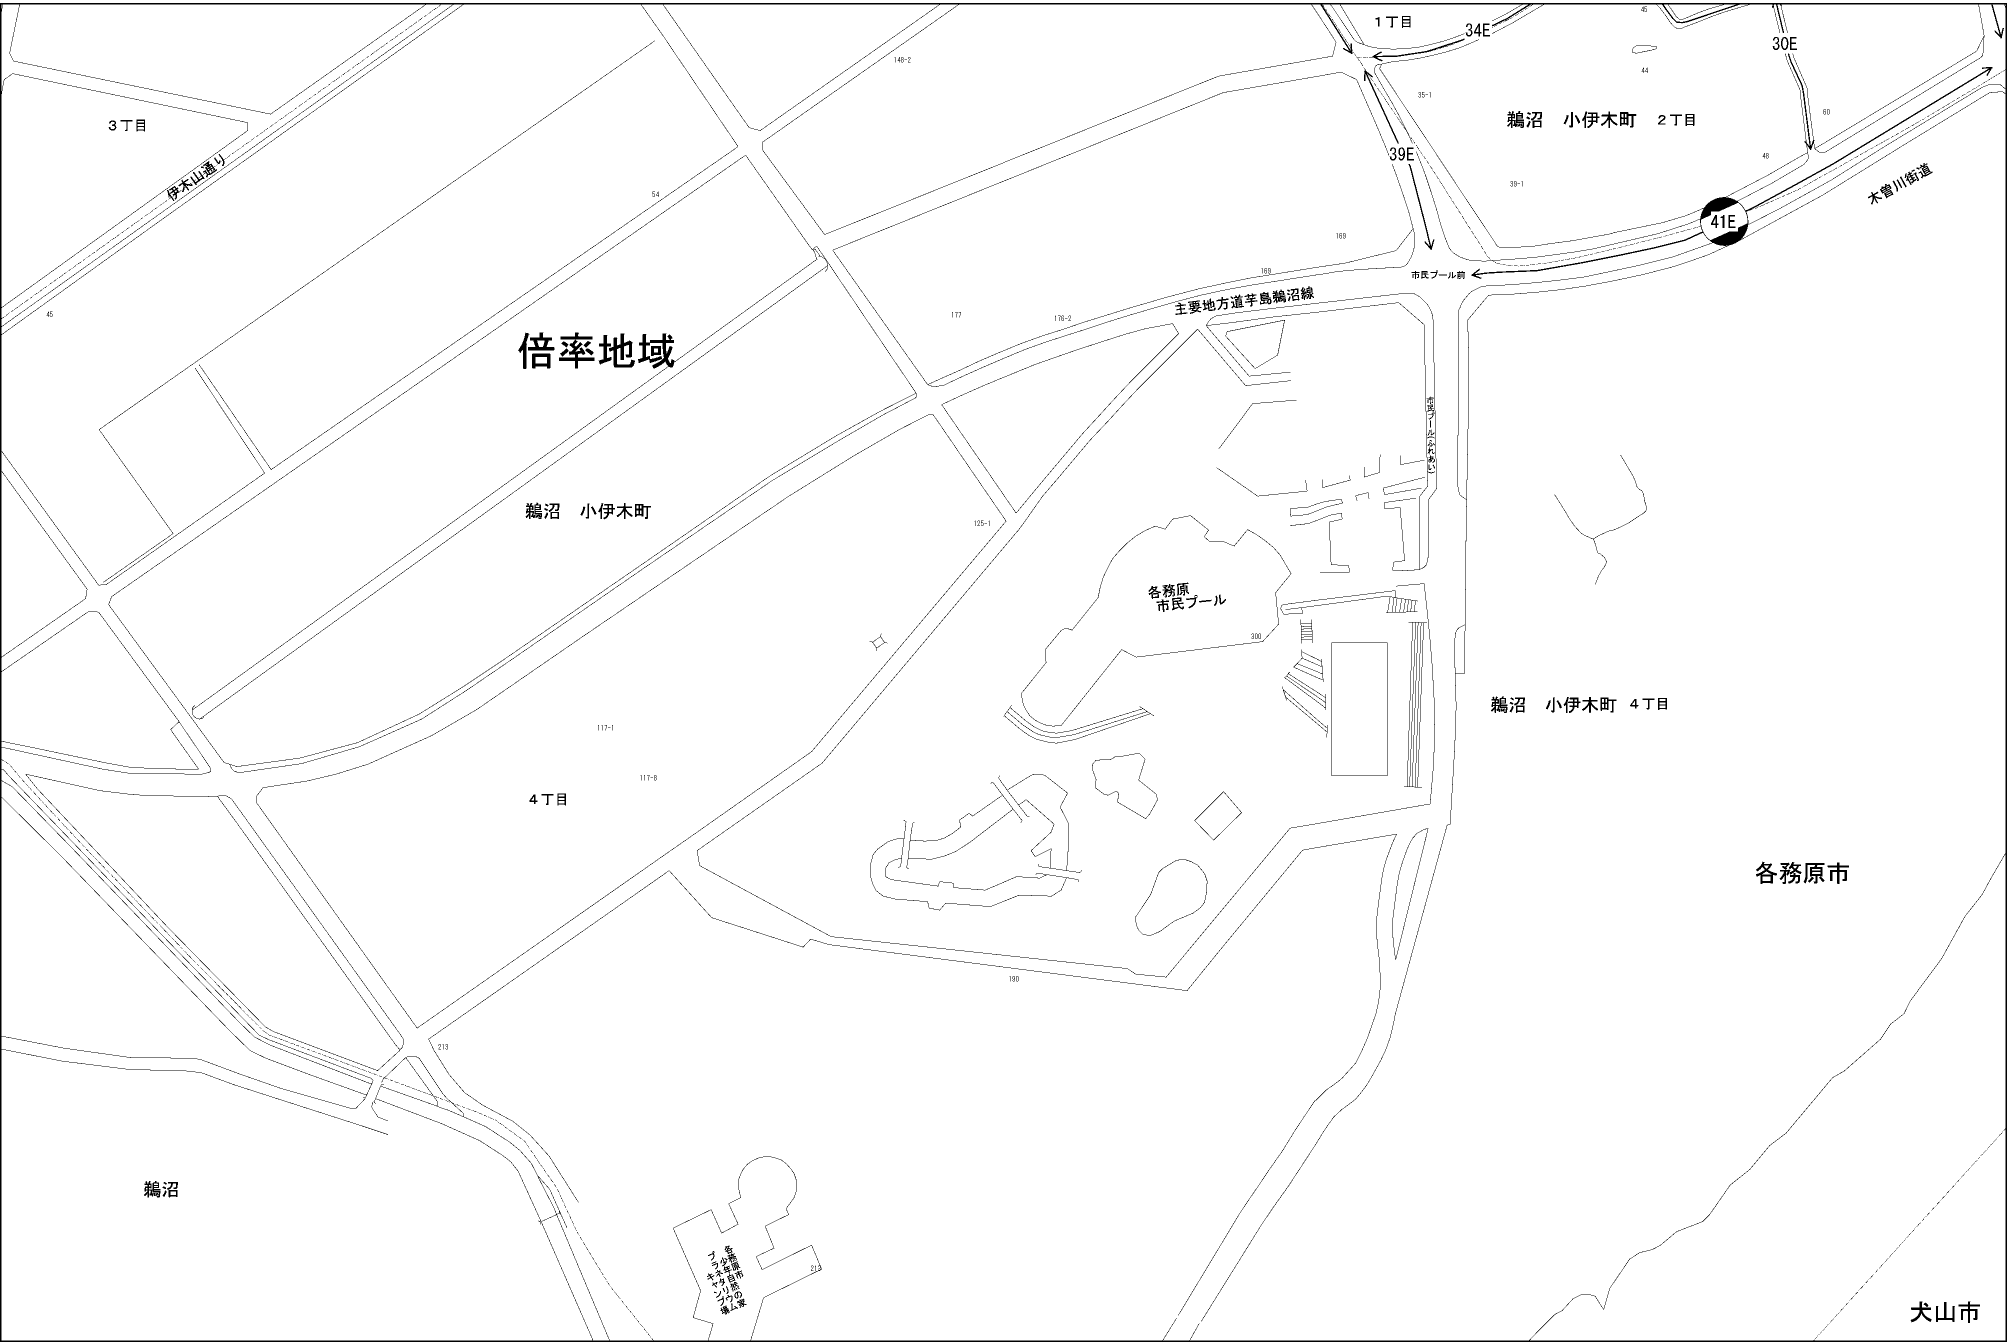 1丁目
34E
45
30E
148-2
44
35-1
60
3丁目
鵜沼　小伊木町　2丁目
39E
48
伊木山通り
39-1
木曽川街道
54
41E
169
169
市民プール前
主要地方道芋島鵜沼線
45
177
176-2
倍率地域
市民プール(ふれあい)
鵜沼　小伊木町
125-1
各務原
市民プール
300
鵜沼　小伊木町　4丁目
117-1
117-8
4丁目
各務原市
190
213
鵜沼
各務原市
少年自然の家
プラネタリウム
キャンプ場
213
犬山市